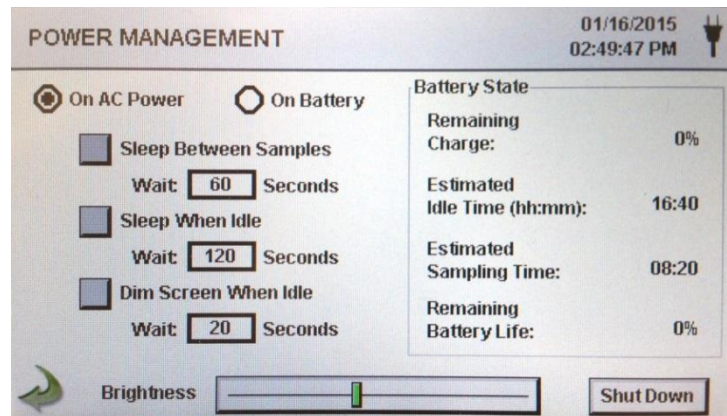 POWER MANAGEMENT
01/16/2015
02:49:47 PM
On AC Power
On Battery
Sleep Between Samples
Wait: 60 Seconds
Sleep When Idle
Wait: 120 Seconds
Dim Screen When Idle
Wait: 20 Seconds
Battery State
Remaining
Charge: 0%
Estimated
Idle Time (hh:mm): 16:40
Estimated
Sampling Time: 08:20
Remaining
Battery Life: 0%
Brightness
Shut Down